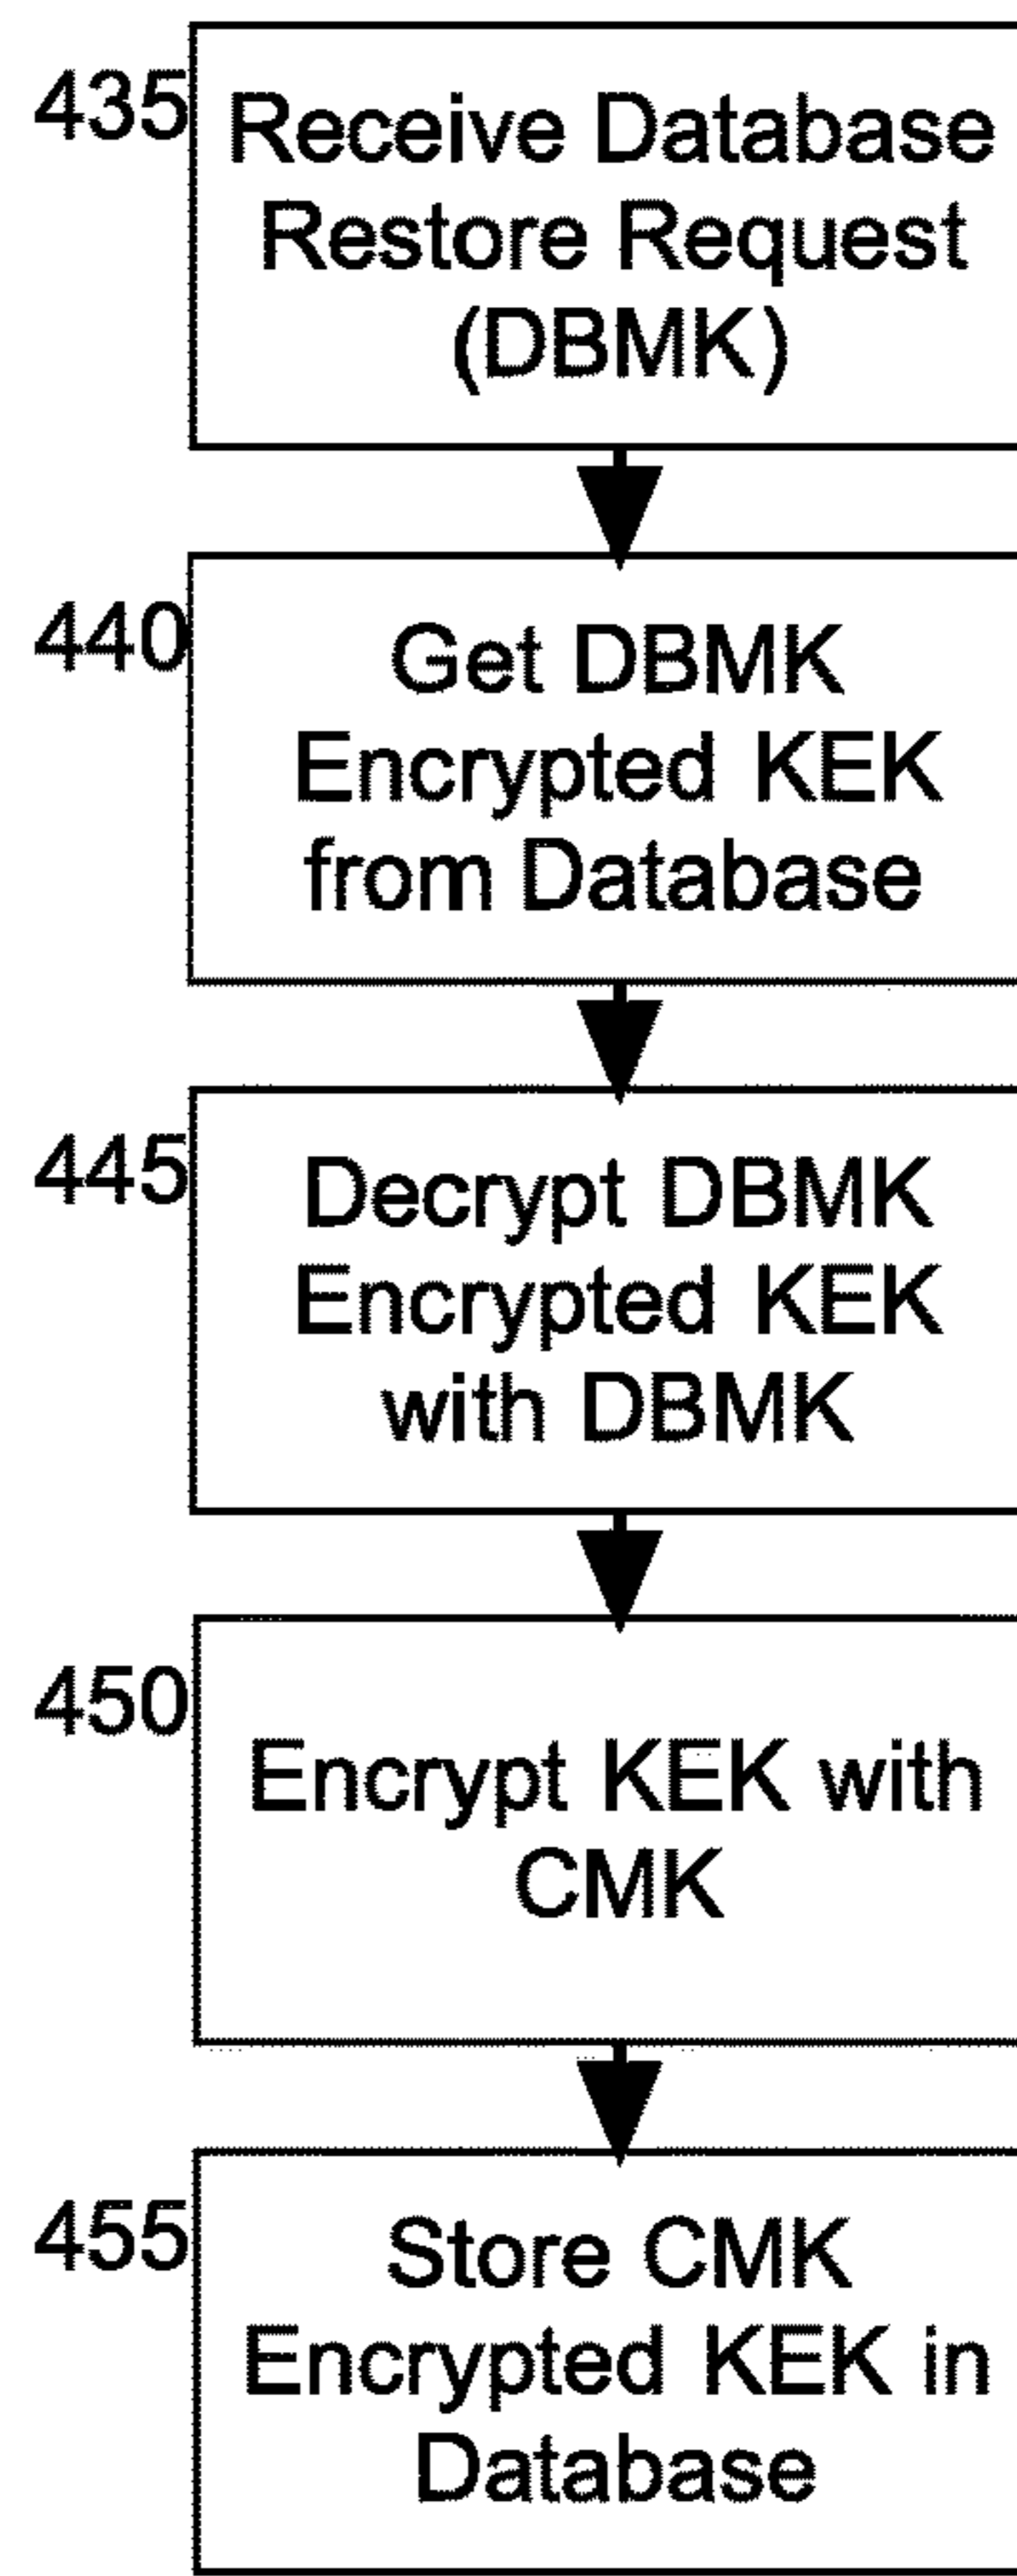 435
Receive Database
Restore Request
(DBMK)
440
Get DBMK
Encrypted KEK
from Database
445
Decrypt DBMK
Encrypted KEK
with DBMK
450
Encrypt KEK with
CMK
455
Store CMK
Encrypted KEK in
Database